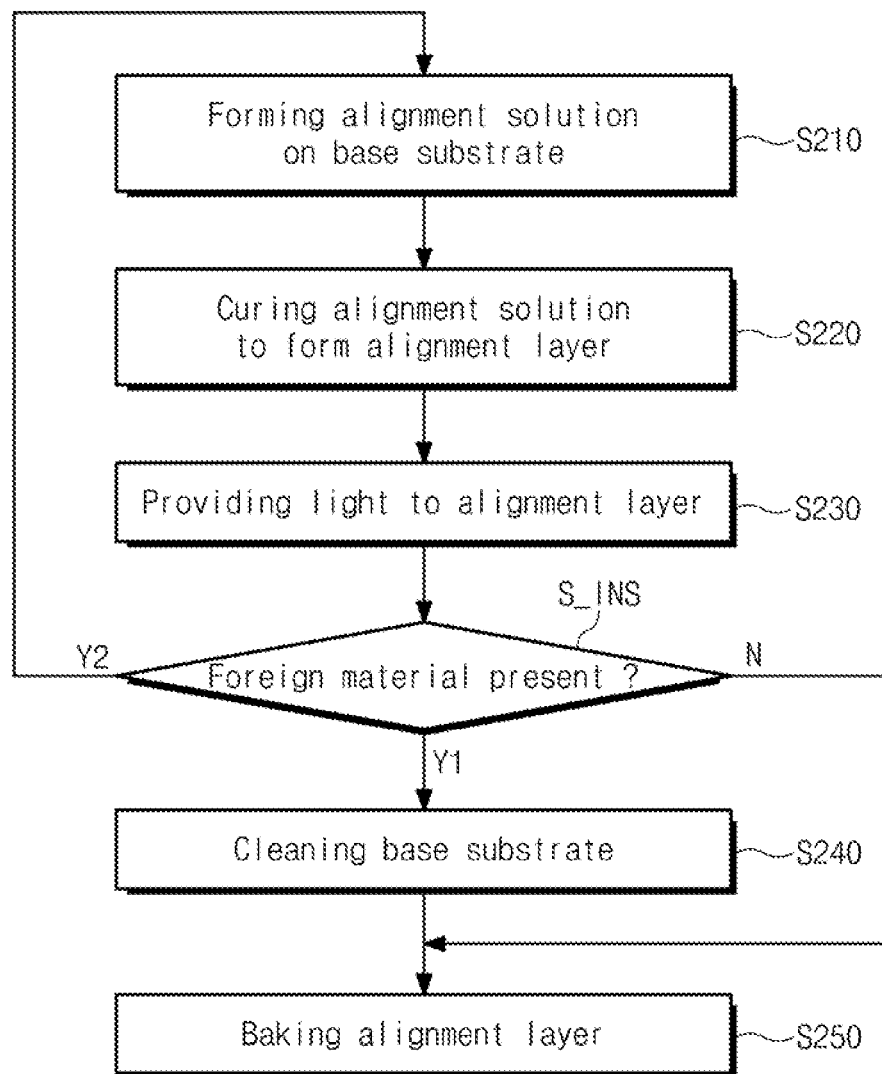 Forming alignment solution
on base substrate
S210
Curing alignment solution
to form alignment layer
S220
Providing light to alignment layer
S230
S_INS
Y2
Foreign material present ?
N
Y1
Cleaning base substrate
S240
Baking alignment layer
S250